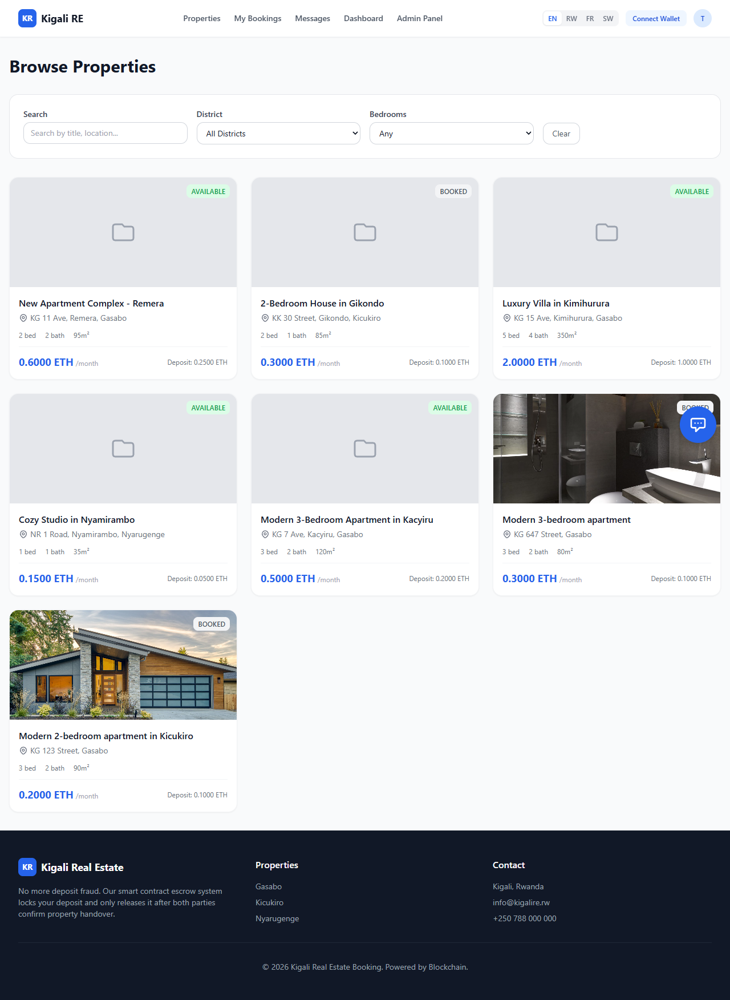 KR Kigali RE
Properties My Bookings Messages Dashboard Admin Panel
EN RW FR SW
Connect Wallet
T
Browse Properties
Search
Search by title, location...
District
All Districts
Bedrooms
Any
Clear
AVAILABLE
New Apartment Complex - Remera
KG 11 Ave, Remera, Gasabo
2 bed 2 bath 95m²
0.6000 ETH /month
Deposit: 0.2500 ETH
BOOKED
2-Bedroom House in Gikondo
KK 30 Street, Gikondo, Kicukiro
2 bed 1 bath 85m²
0.3000 ETH /month
Deposit: 0.1000 ETH
AVAILABLE
Luxury Villa in Kimihurura
KG 15 Ave, Kimihurura, Gasabo
5 bed 4 bath 350m²
2.0000 ETH /month
Deposit: 1.0000 ETH
AVAILABLE
Cozy Studio in Nyamirambo
NR 1 Road, Nyamirambo, Nyarugenge
1 bed 1 bath 35m²
0.1500 ETH /month
Deposit: 0.0500 ETH
AVAILABLE
Modern 3-Bedroom Apartment in Kacyiru
KG 7 Ave, Kacyiru, Gasabo
3 bed 2 bath 120m²
0.5000 ETH /month
Deposit: 0.2000 ETH
BOOKED
Modern 3-bedroom apartment
KG 647 Street, Gasabo
3 bed 2 bath 80m²
0.3000 ETH /month
Deposit: 0.1000 ETH
BOOKED
Modern 2-bedroom apartment in Kicukiro
KG 123 Street, Gasabo
3 bed 2 bath 90m²
0.2000 ETH /month
Deposit: 0.1000 ETH
KR Kigali Real Estate
No more deposit fraud. Our smart contract escrow system
locks your deposit and only releases it after both parties
confirm property handover.
Properties
Gasabo
Kicukiro
Nyarugenge
Contact
Kigali, Rwanda
info@kigalire.rw
+250 788 000 000
© 2026 Kigali Real Estate Booking. Powered by Blockchain.